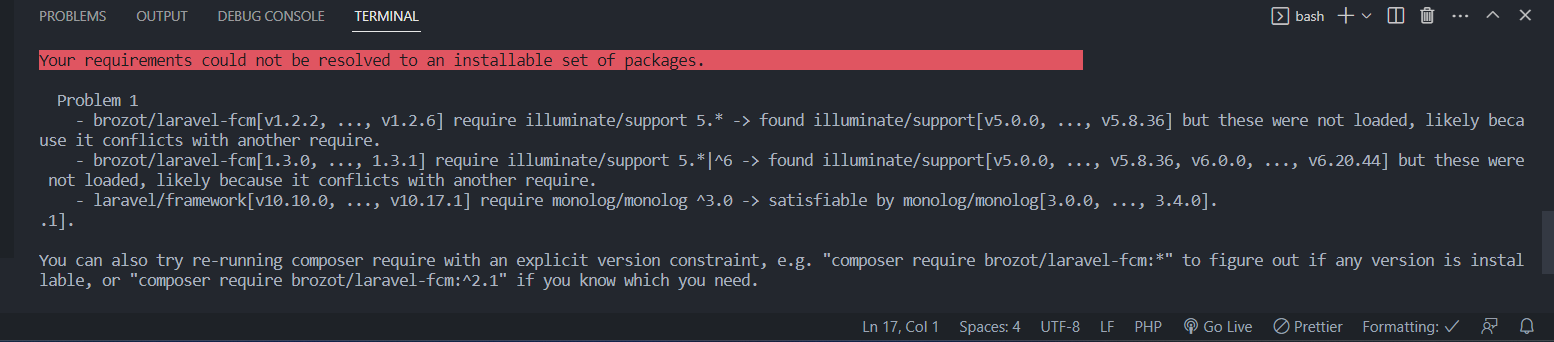 PROBLEMS OUTPUT DEBUG CONSOLE TERMINAL bash
Your requirements could not be resolved to an installable set of packages.
Problem 1
- brozot/laravel-fcm[v1.2.2, ..., v1.2.6] require illuminate/support 5.* -> found illuminate/support[v5.0.0, ..., v5.8.36] but these were not loaded, likely beca
use it conflicts with another require.
- brozot/laravel-fcm[1.3.0, ..., 1.3.1] require illuminate/support 5.*|^6 -> found illuminate/support[v5.0.0, ..., v5.8.36, v6.0.0, ..., v6.20.44] but these were
not loaded, likely because it conflicts with another require.
- laravel/framework[v10.10.0, ..., v10.17.1] require monolog/monolog ^3.0 -> satisfiable by monolog/monolog[3.0.0, ..., 3.4.0].
.1].
You can also try re-running composer require with an explicit version constraint, e.g. "composer require brozot/laravel-fcm:*" to figure out if any version is instal
lable, or "composer require brozot/laravel-fcm:^2.1" if you know which you need.
Ln 17, Col 1 Spaces: 4 UTF-8 LF PHP Go Live Prettier Formatting: